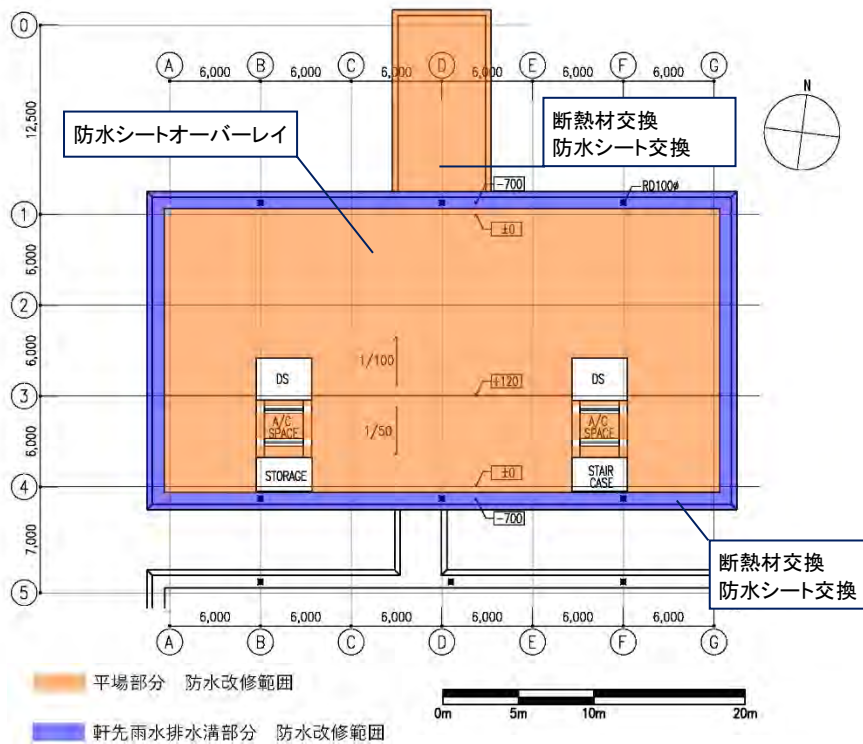 0
A B C D E F G
6,000 6,000 6,000 6,000 6,000 6,000
N
12,500
防水シートオーバーレイ
断熱材交換
防水シート交換
-700
RD100ø
1
±0
6,000
2
6,000
1/100
DS
DS
3
+120
6,000
A/C
SPACE
A/C
SPACE
1/50
STORAGE
STAIR
CASE
4
±0
-700
7,000
断熱材交換
防水シート交換
5
6,000 6,000 6,000 6,000 6,000 6,000
A B C D E F G
平場部分 防水改修範囲
軒先雨水排水溝部分 防水改修範囲
0m 5m 10m 20m